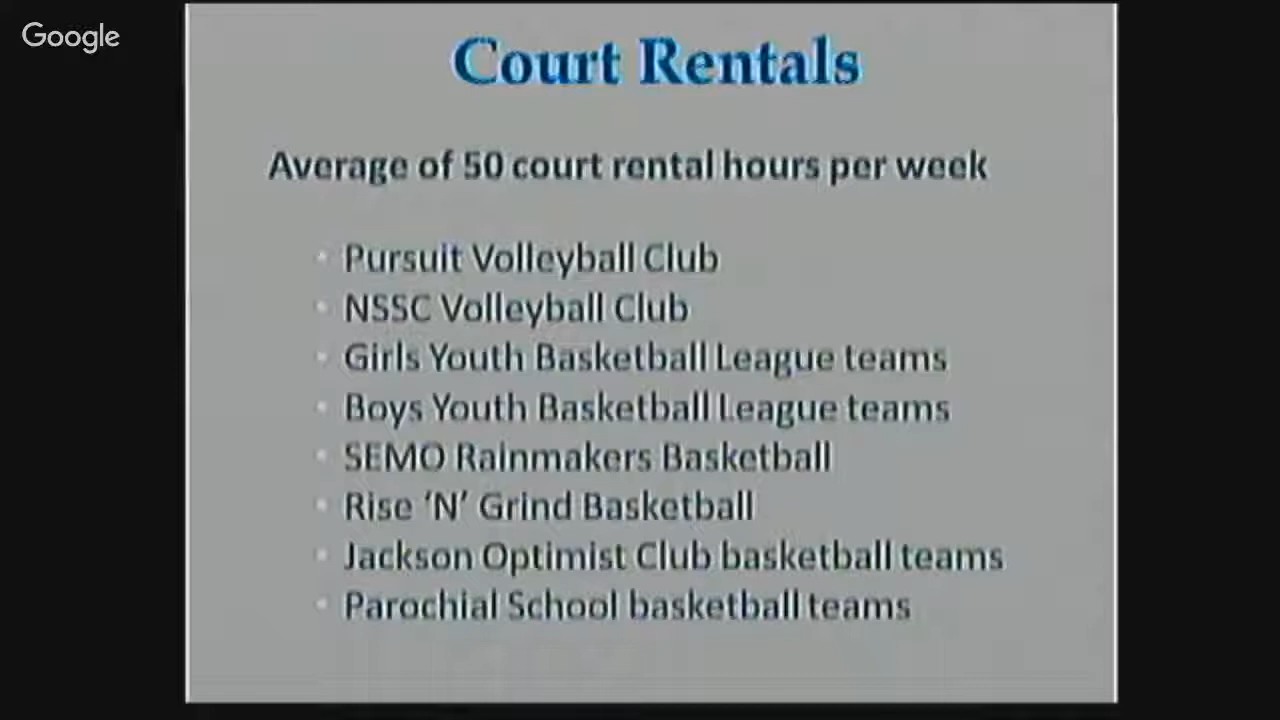 Google
Court Rentals
Average of 50 court rental hours per week
• Pursuit Volleyball Club
• NSSC Volleyball Club
• Girls Youth Basketball League teams
• Boys Youth Basketball League teams
• SEMO Rainmakers Basketball
• Rise ‘N’ Grind Basketball
• Jackson Optimist Club basketball teams
• Parochial School basketball teams